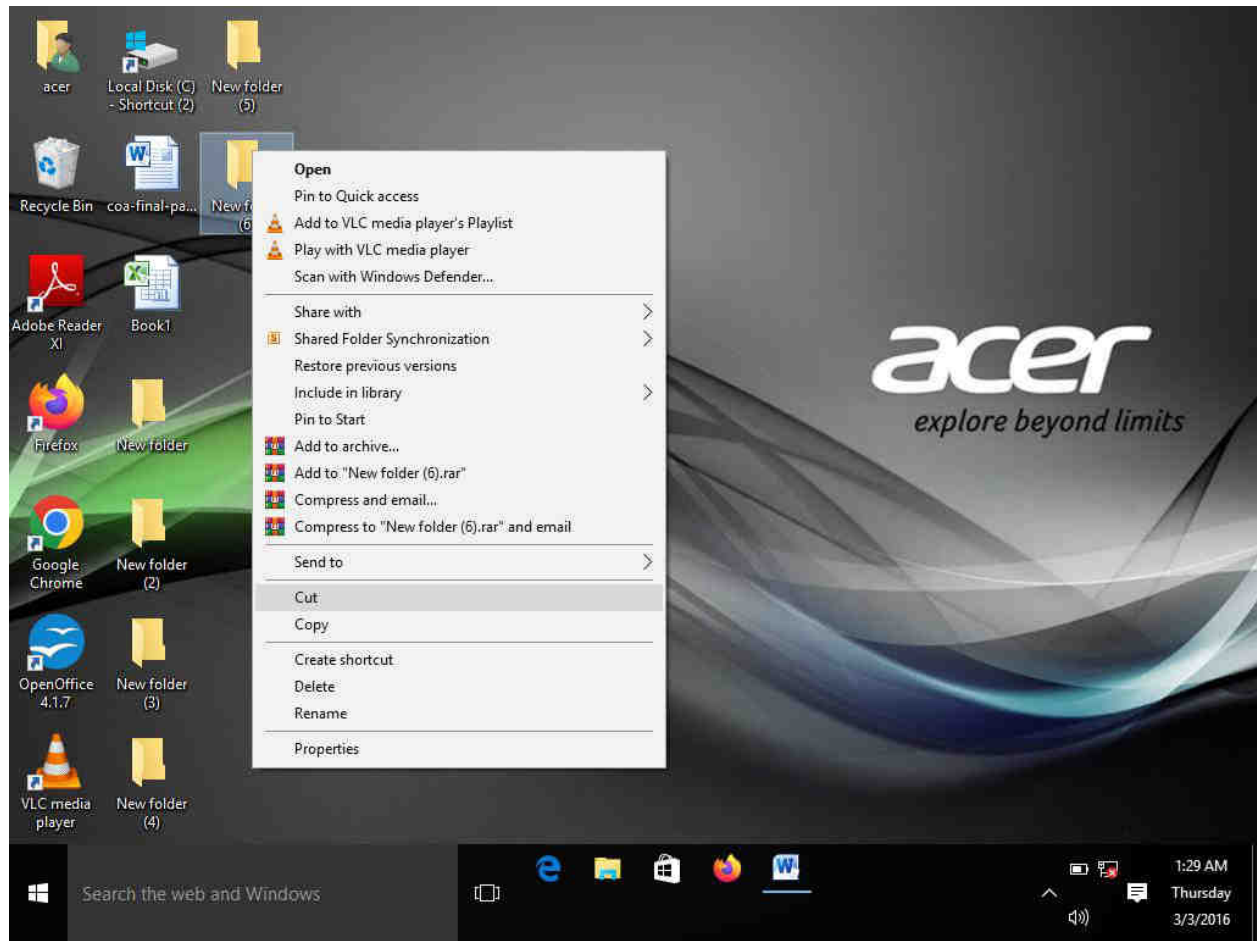 acer
Local Disk (C)
- Shortcut (2)
New folder
(5)
Recycle Bin
coa-final-pa...
New f
(6
Adobe Reader
XI
Book1
Firefox
New folder
Google
Chrome
New folder
(2)
OpenOffice
4.1.7
New folder
(3)
VLC media
player
New folder
(4)
Open
Pin to Quick access
Add to VLC media player's Playlist
Play with VLC media player
Scan with Windows Defender...
Share with
Shared Folder Synchronization
Restore previous versions
Include in library
Pin to Start
Add to archive...
Add to "New folder (6).rar"
Compress and email...
Compress to "New folder (6).rar" and email
Send to
Cut
Copy
Create shortcut
Delete
Rename
Properties
acer
explore beyond limits
Search the web and Windows
1:29 AM
Thursday
3/3/2016